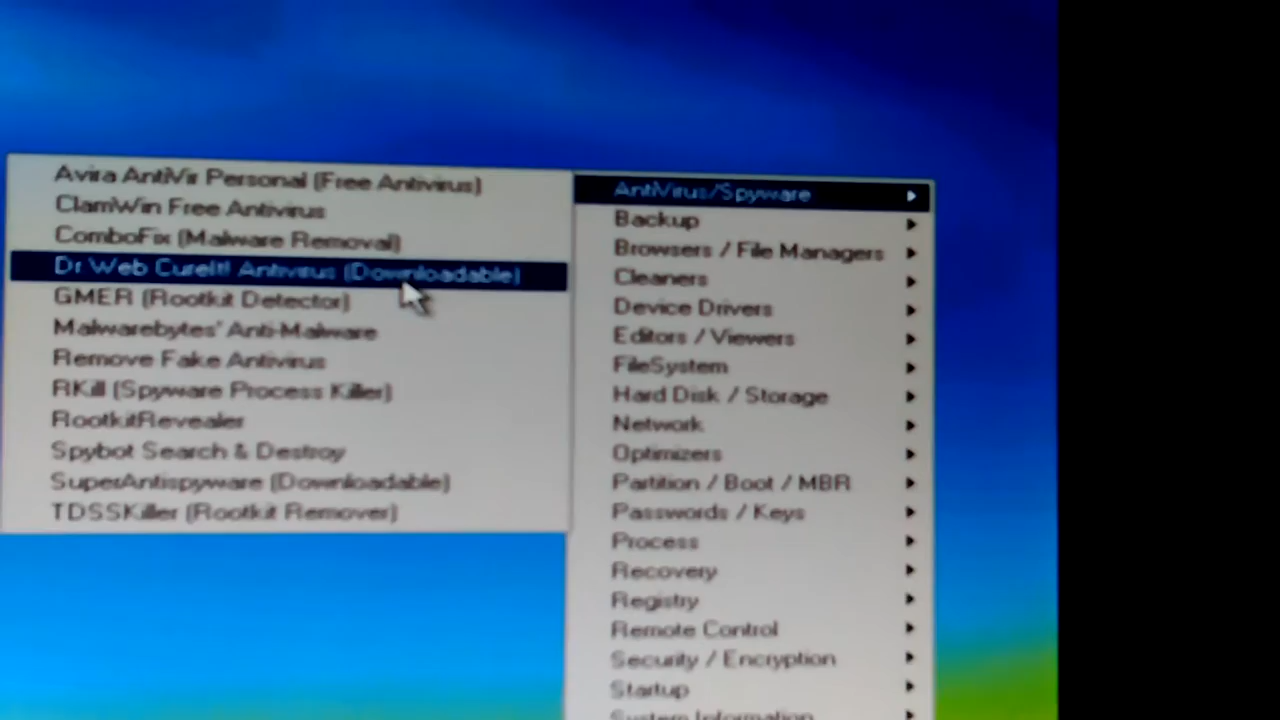 Avira AntiVir Personal (Free Antivirus)
ClamWin Free Antivirus
ComboFix (Malware Removal)
Dr.Web CureIt! Antivirus (Downloadable)
GMER (Rootkit Detector)
Malwarebytes' Anti-Malware
Remove Fake Antivirus
RKill (Spyware Process Killer)
RootkitRevealer
Spybot Search & Destroy
SuperAntispyware (Downloadable)
TDSSKiller (Rootkit Remover)
AntiVirus/Spyware
Backup
Browsers / File Managers
Cleaners
Device Drivers
Editors / Viewers
FileSystem
Hard Disk / Storage
Network
Optimizers
Partition / Boot / MBR
Passwords / Keys
Process
Recovery
Registry
Remote Control
Security / Encryption
Startup
System Information